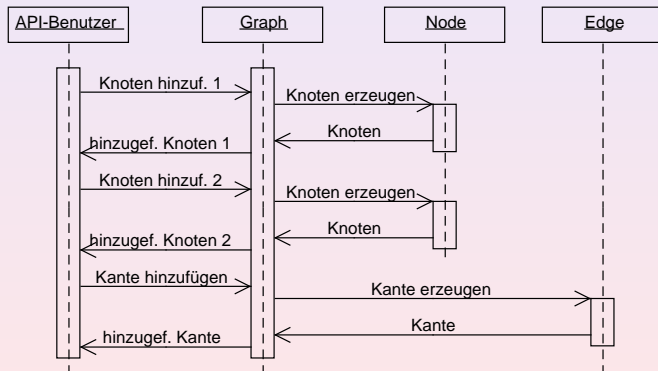 API-Benutzer
Graph
Node
Edge
Knoten hinzuf. 1
Knoten erzeugen
Knoten
hinzugef. Knoten 1
Knoten hinzuf. 2
Knoten erzeugen
Knoten
hinzugef. Knoten 2
Kante hinzufügen
Kante erzeugen
Kante
hinzugef. Kante